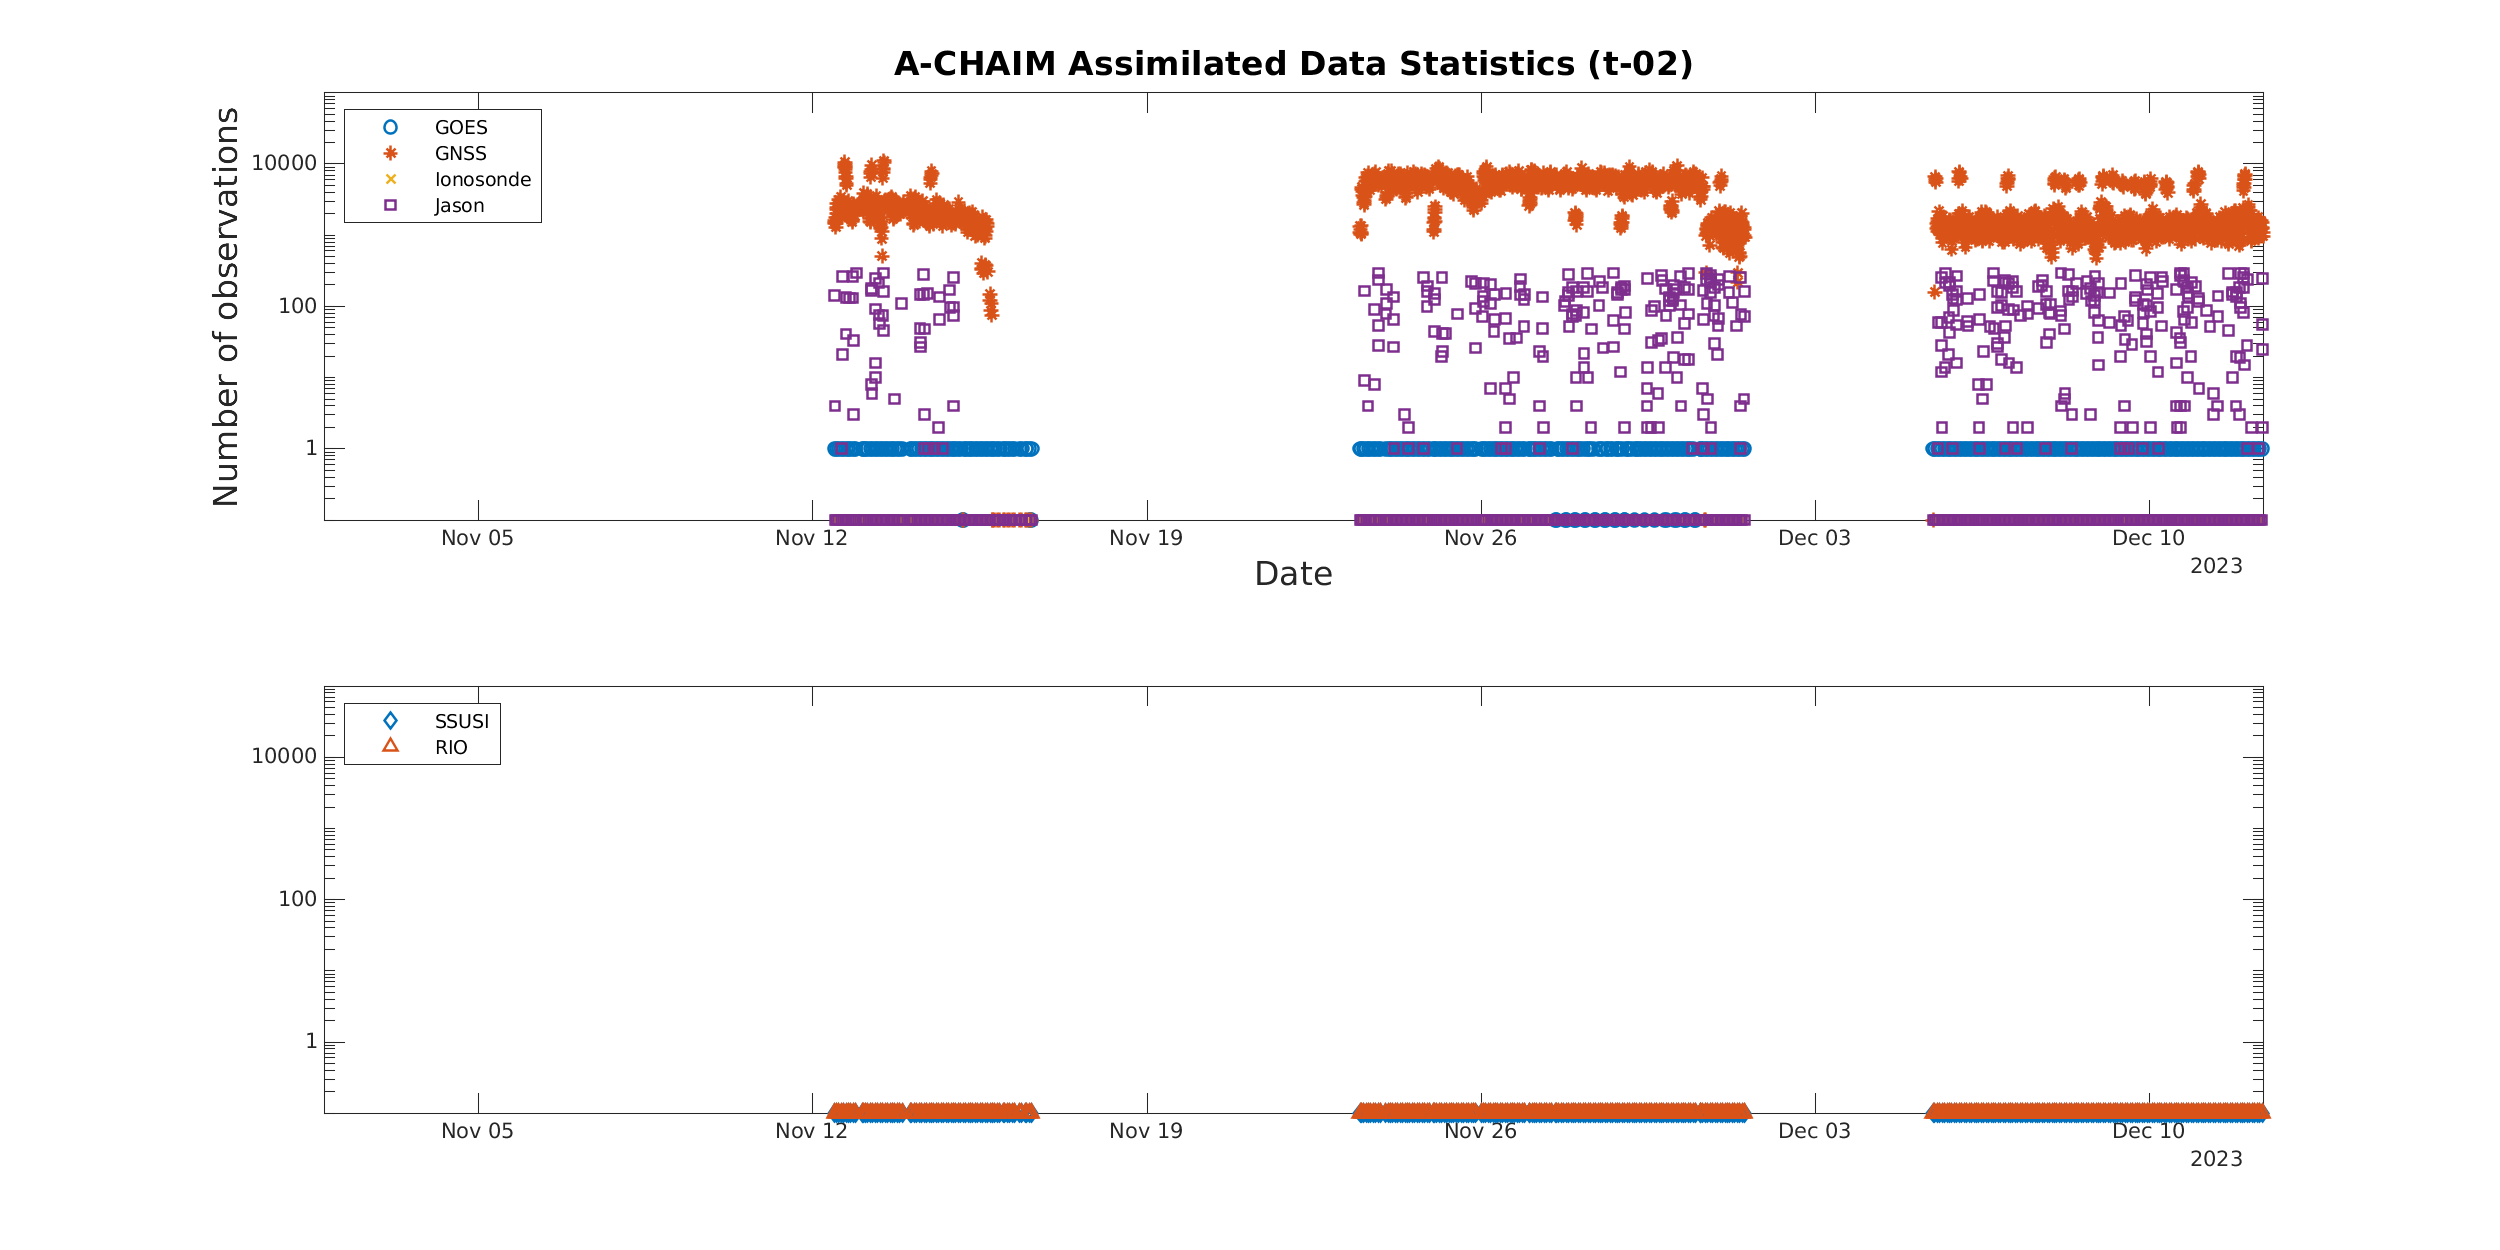 A-CHAIM Assimilated Data Statistics (t-02)
Number of observations
10000
100
1
GOES
GNSS
Ionosonde
Jason
Nov 05
Nov 12
Nov 19
Nov 26
Dec 03
Dec 10
2023
Date
10000
100
1
SSUSI
RIO
Nov 05
Nov 12
Nov 19
Nov 26
Dec 03
Dec 10
2023